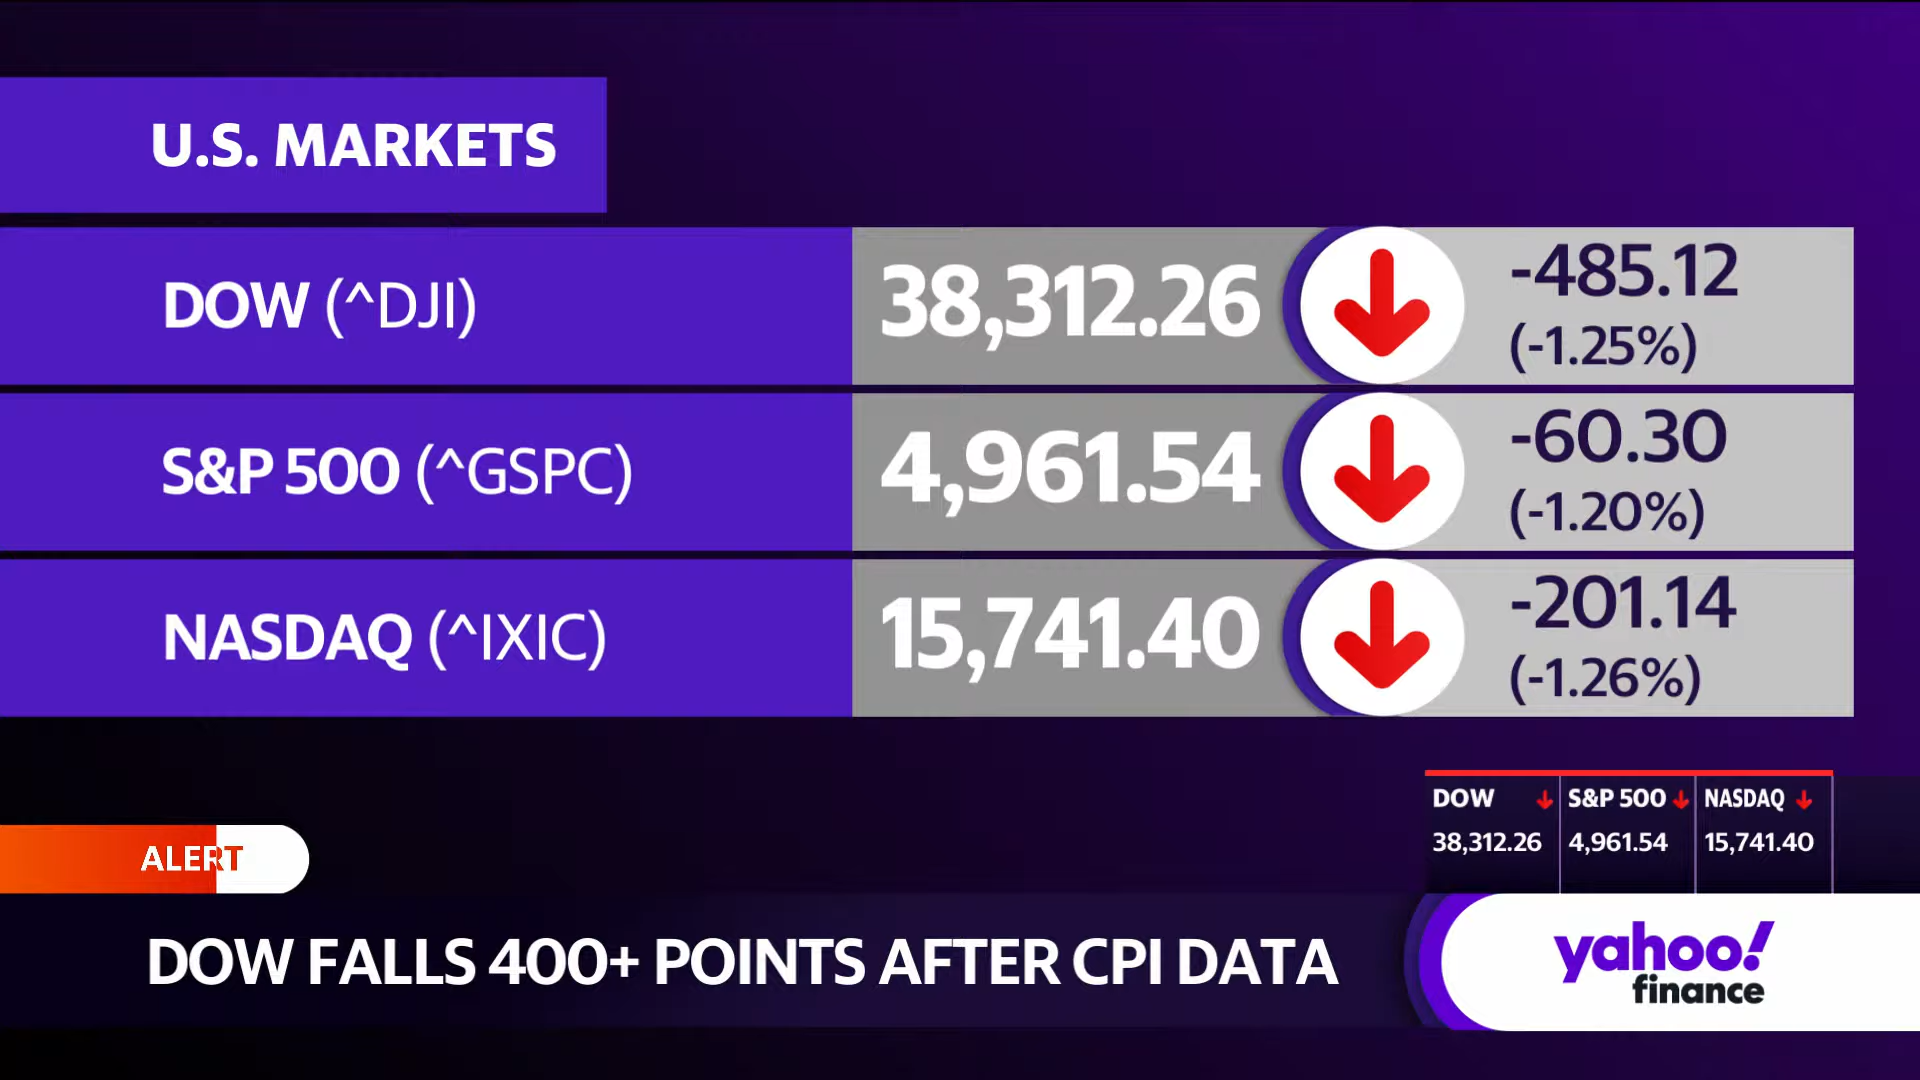 U.S. MARKETS
DOW (^DJI) 38,312.26 -485.12
(-1.25%)
S&P 500 (^GSPC) 4,961.54 -60.30
(-1.20%)
NASDAQ (^IXIC) 15,741.40 -201.14
(-1.26%)
DOW S&P 500 NASDAQ
38,312.26 4,961.54 15,741.40
ALERT
DOW FALLS 400+ POINTS AFTER CPI DATA
yahoo!
finance